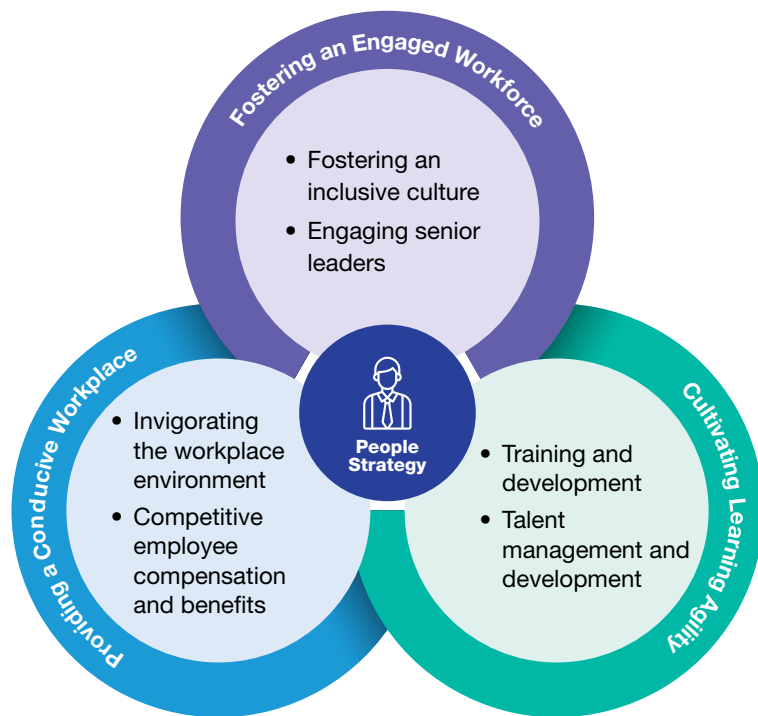 Fostering an Engaged Workforce
• Fostering an
inclusive culture
• Engaging senior
leaders
People
Strategy
Providing a Conducive Workplace
• Invigorating
the workplace
environment
• Competitive
employee
compensation
and benefits
Cultivating Learning Agility
• Training and
development
• Talent
management and
development